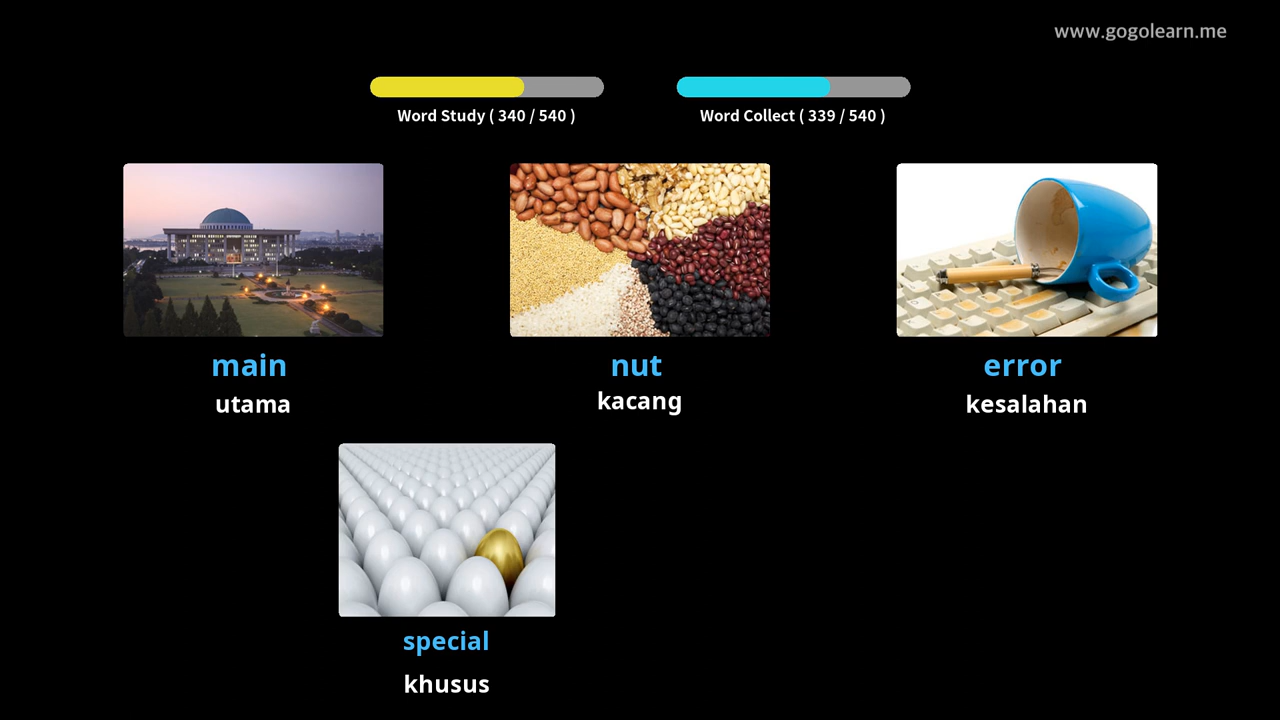 www.gogolearn.me
Word Study ( 340 / 540 )
Word Collect ( 339 / 540 )
main
nut
error
utama
kacang
kesalahan
special
khusus